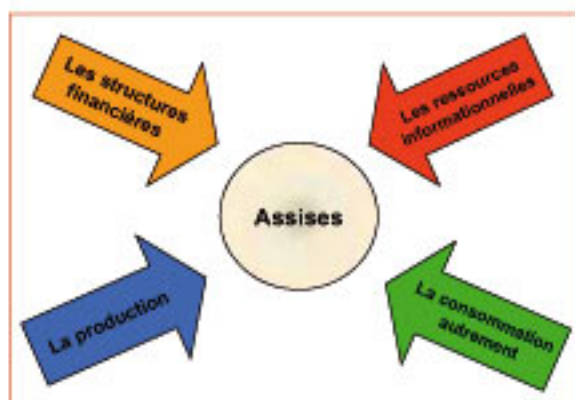 Les structures
financières
Les ressources
informationnelles
Assises
La production
La consommation
autrement